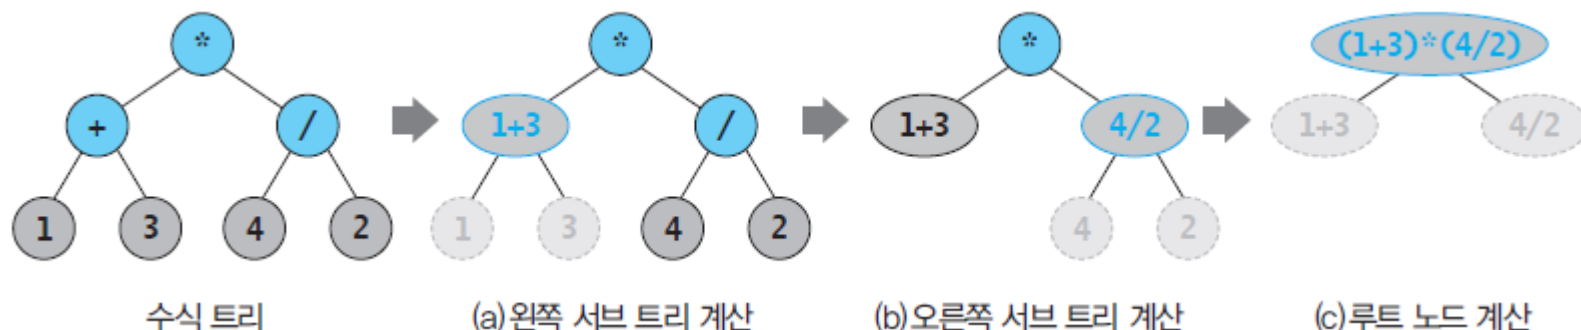 * * * (1+3)*(4/2)
+ / 1+3 / 1+3 4/2 1+3 4/2
1 3 4 2 1 3 4 2 4 2
수식 트리 (a) 왼쪽 서브 트리 계산 (b) 오른쪽 서브 트리 계산 (c) 루트 노드 계산